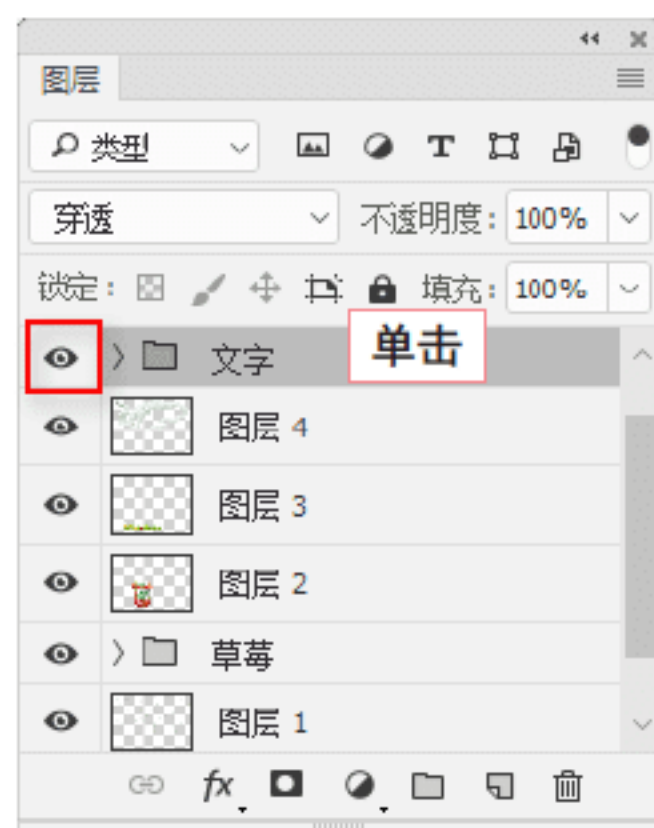 图层
类型 T
穿透 不透明度: 100%
锁定: 填充: 100%
文字 单击
图层 4
图层 3
图层 2
草莓
图层 1
fx